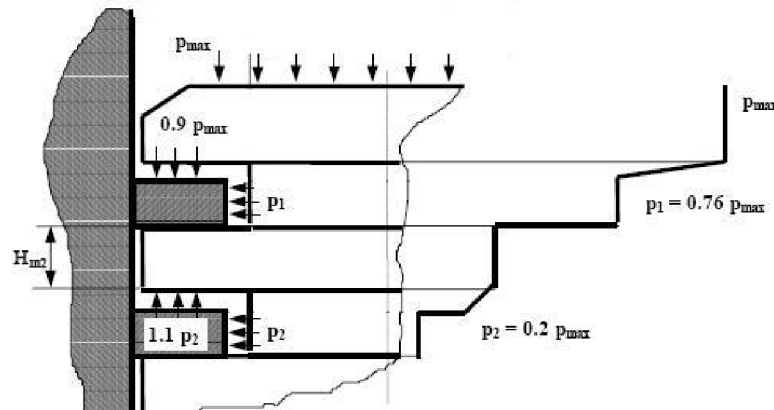 pmax
pmax
0.9 pmax
p1
p1 = 0.76 pmax
Hm2
1.1 p2
p2
p2 = 0.2 pmax